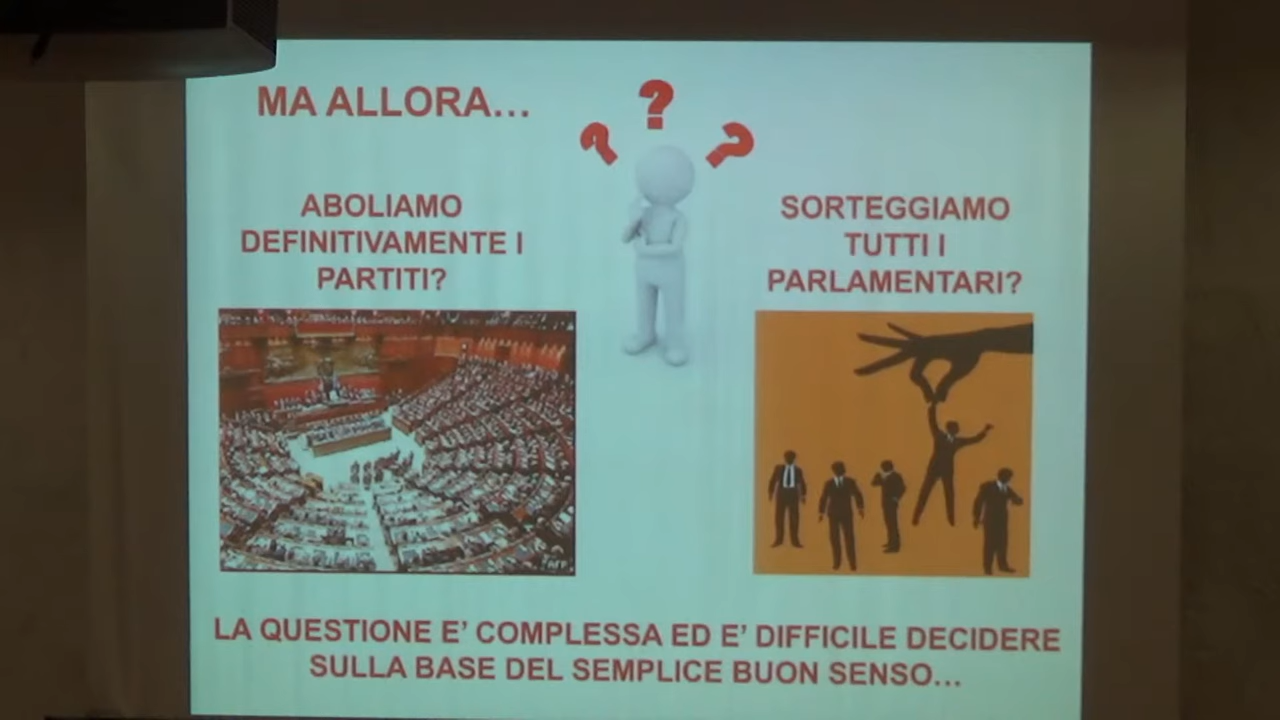 MA ALLORA...
ABOLIAMO
DEFINITIVAMENTE I
PARTITI?
SORTEGGIAMO
TUTTI I
PARLAMENTARI?
LA QUESTIONE E' COMPLESSA ED E' DIFFICILE DECIDERE
SULLA BASE DEL SEMPLICE BUON SENSO...